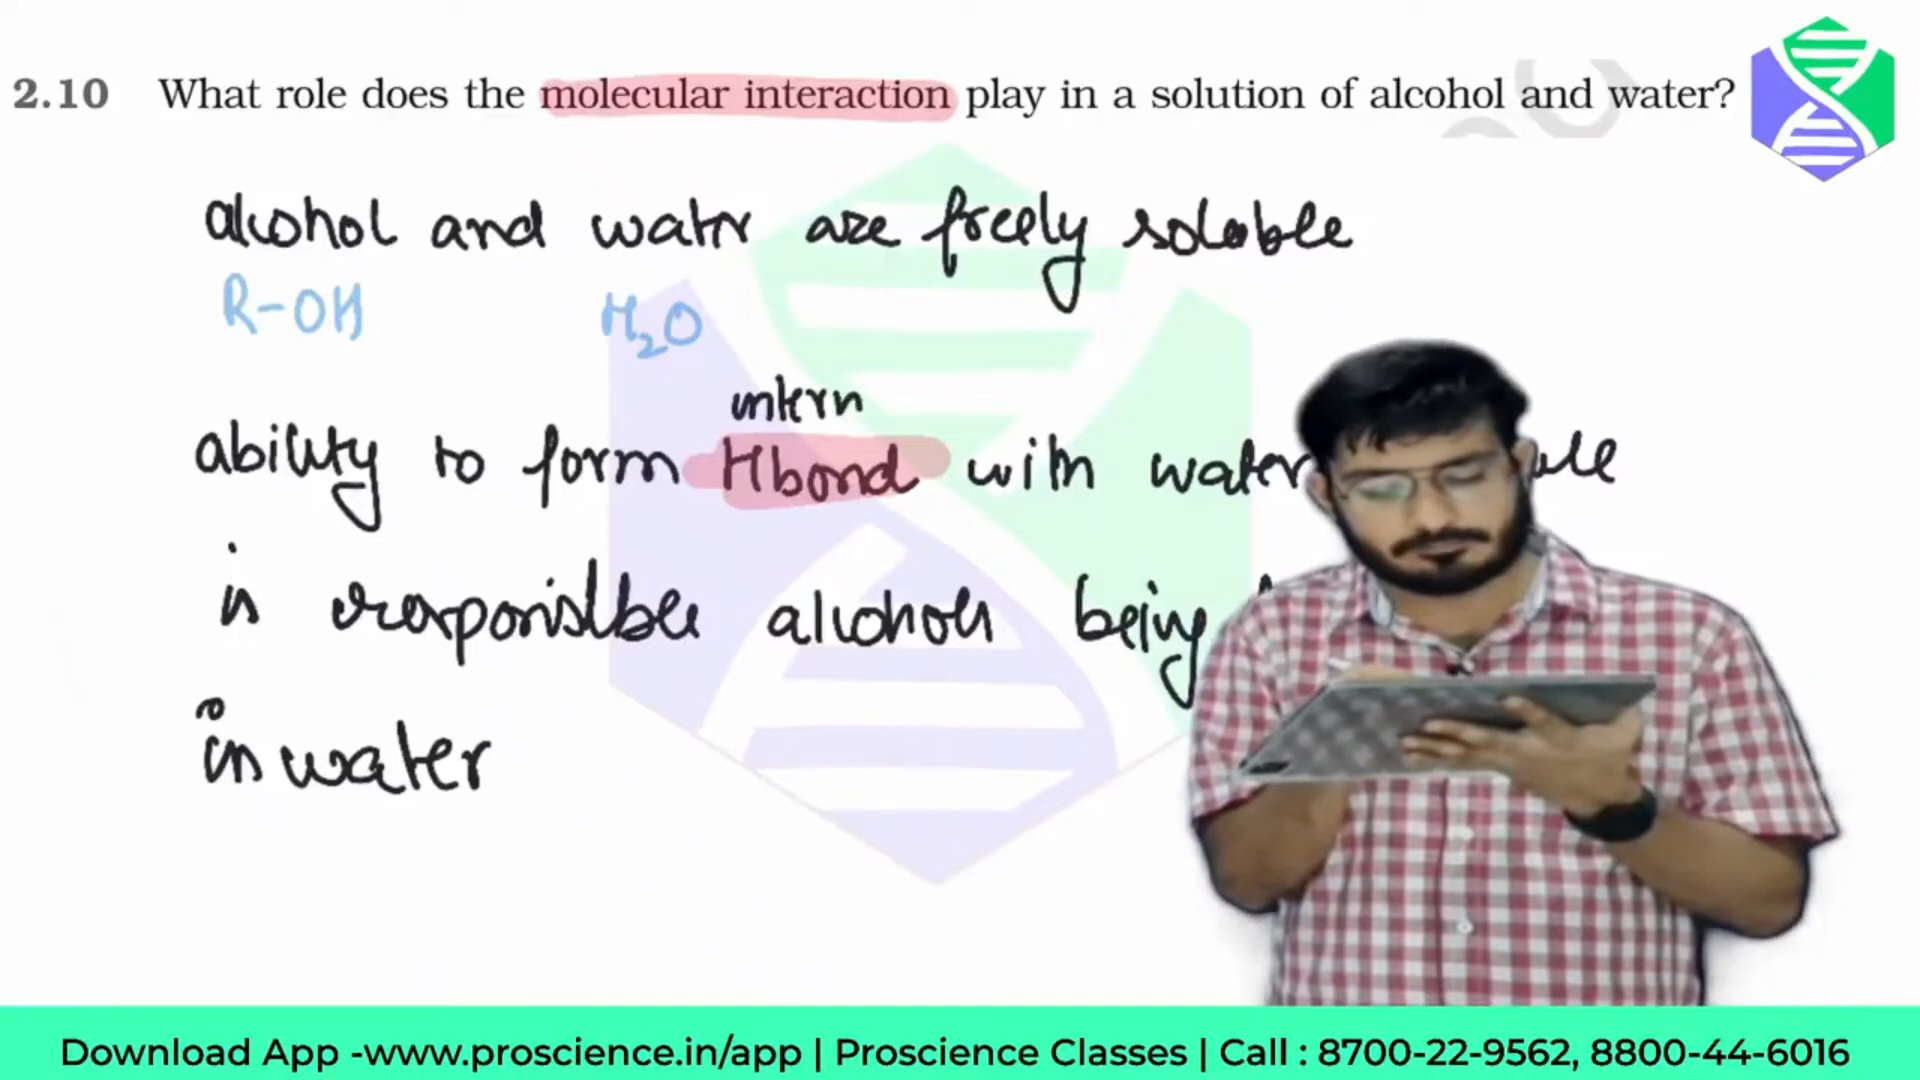 2.10 What role does the molecular interaction play in a solution of alcohol and water?
alcohol and water are freely soluble
R-OH H₂O
intern
ability to form H bond with water
is responsible alcohols being
in water
Download App -www.proscience.in/app | Proscience Classes | Call : 8700-22-9562, 8800-44-6016